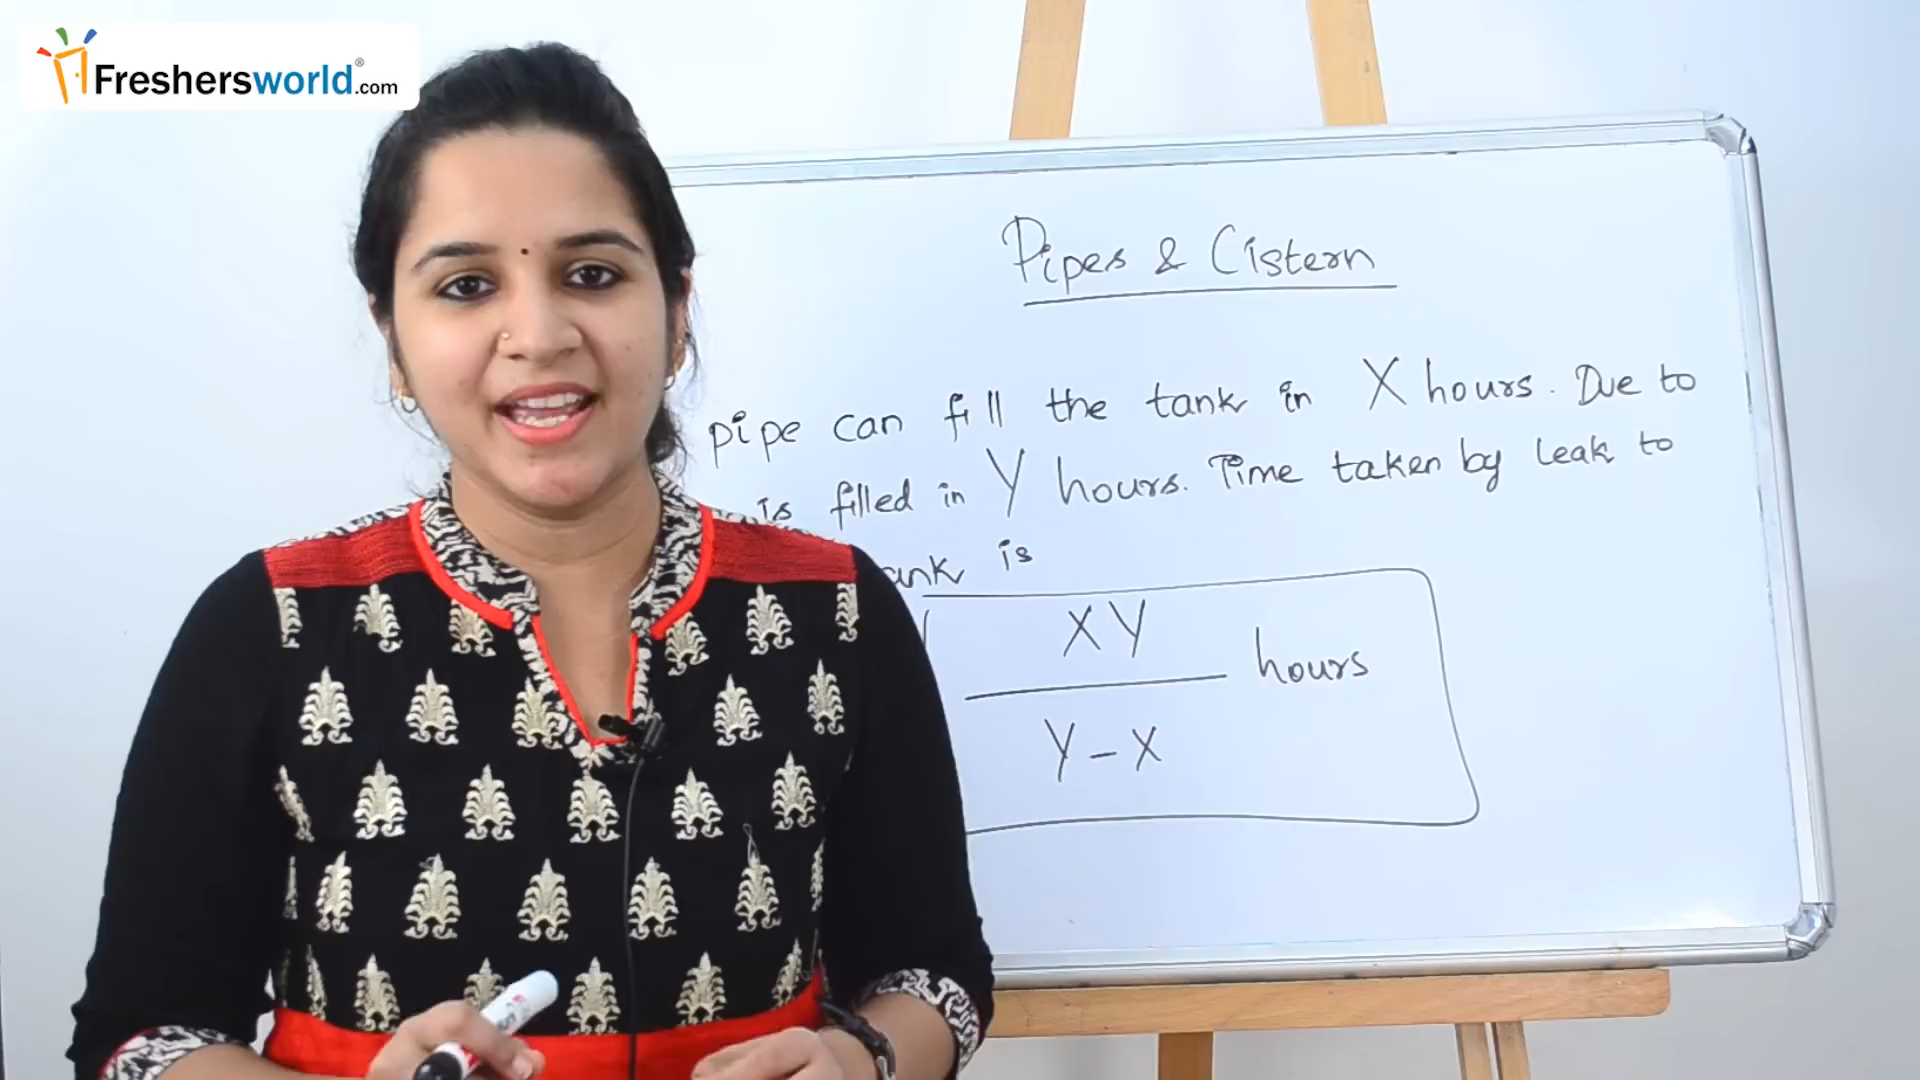 Freshersworld.com
Pipes & Cistern
pipe can fill the tank in X hours. Due to
is filled in Y hours. Time taken by leak to
ank is
XY
hours
Y - X